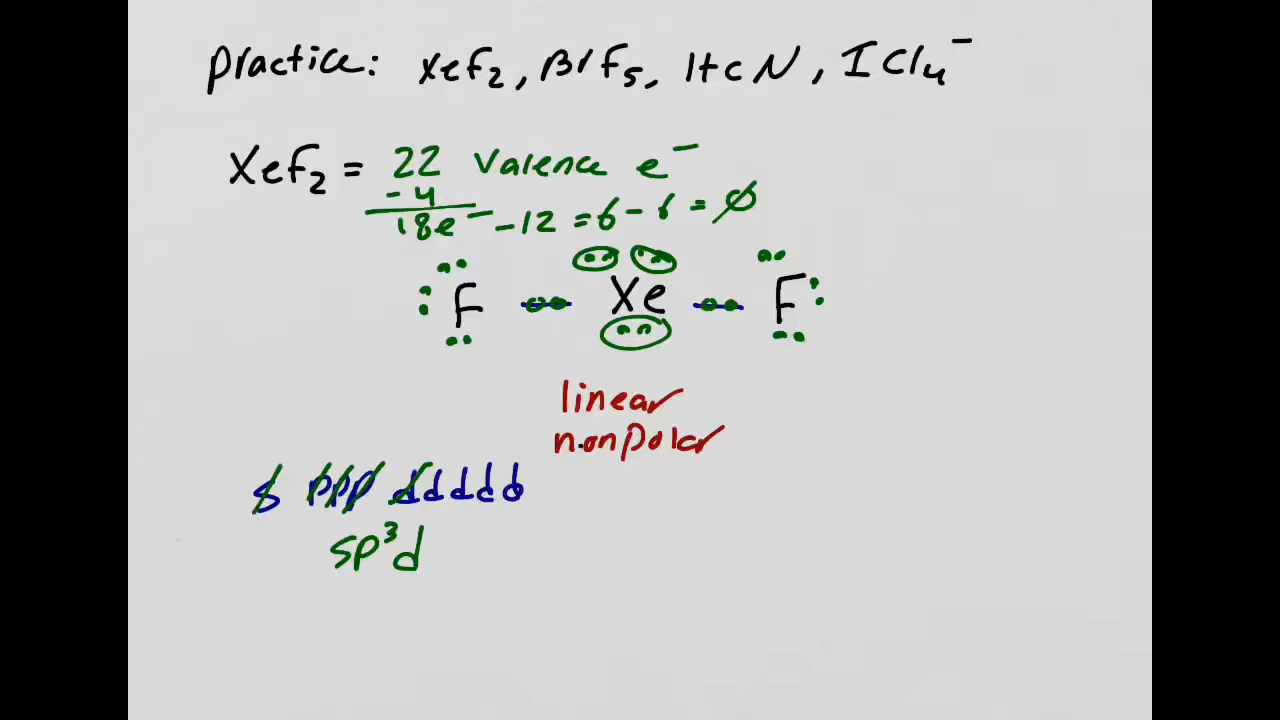 practice: XeF₂, BrF₅, HCN, ICl₄⁻
XeF₂ = 22 valence e⁻
- 4
18e⁻ - 12 = 6 - 6 = ∅
F Xe F
linear
nonpolar
s ppp ddddd
sp³d